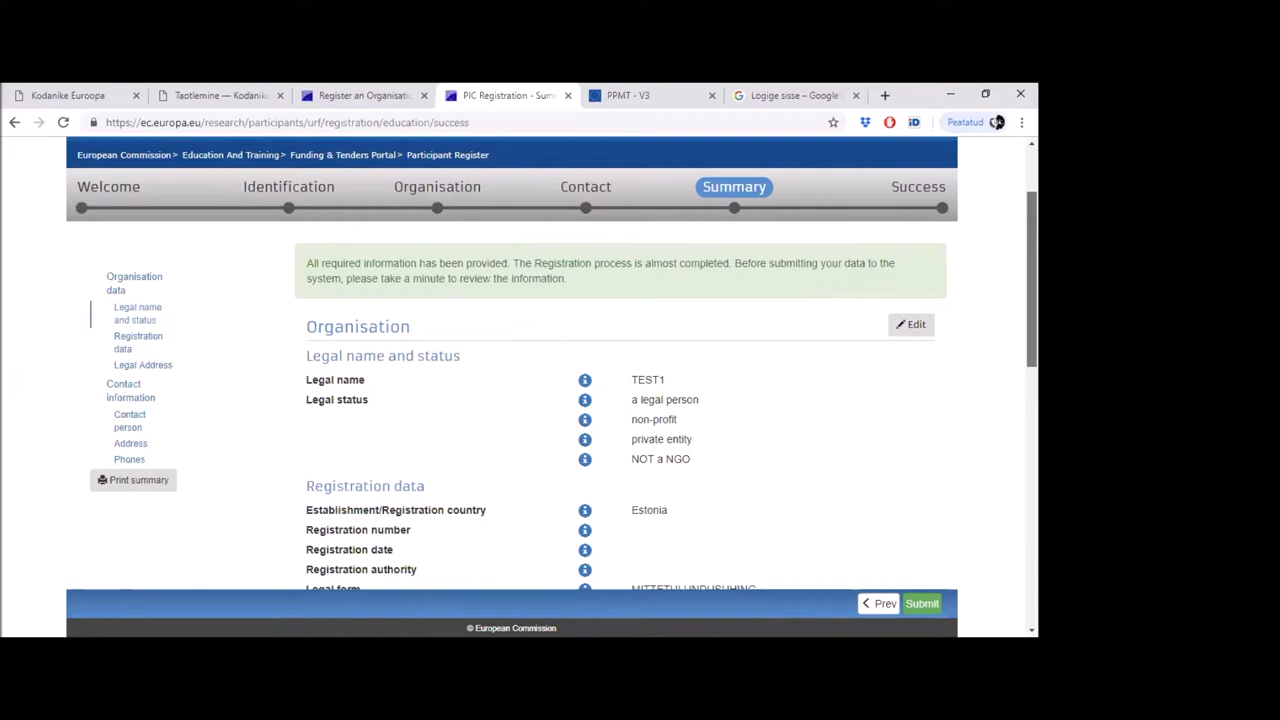 Kodanike Euroopa
Taotlemine — Kodanik
Register an Organisatio
PIC Registration - Summ
PPMT - V3
Logige sisse – Google'
https://ec.europa.eu/research/participants/urf/registration/education/success
Peatatud
European Commission> Education And Training> Funding & Tenders Portal> Participant Register
Welcome Identification Organisation Contact Summary Success
All required information has been provided. The Registration process is almost completed. Before submitting your data to the
system, please take a minute to review the information.
Organisation
data
Legal name
and status
Registration
data
Legal Address
Contact
information
Contact
person
Address
Phones
Print summary
Organisation
Edit
Legal name and status
Legal name TEST1
Legal status a legal person
non-profit
private entity
NOT a NGO
Registration data
Establishment/Registration country Estonia
Registration number
Registration date
Registration authority
Legal form MITTETULUNDUSUHING
Prev Submit
© European Commission